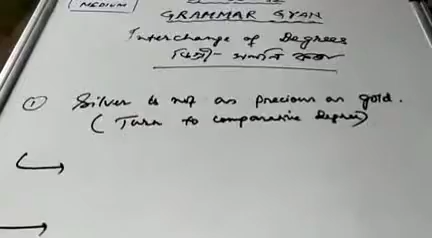 MEDIUM
GRAMMAR GYAN
Interchange of Degrees
ডিগ্ৰী-
① Silver is not as precious as gold.
( Turn to comparative degree)